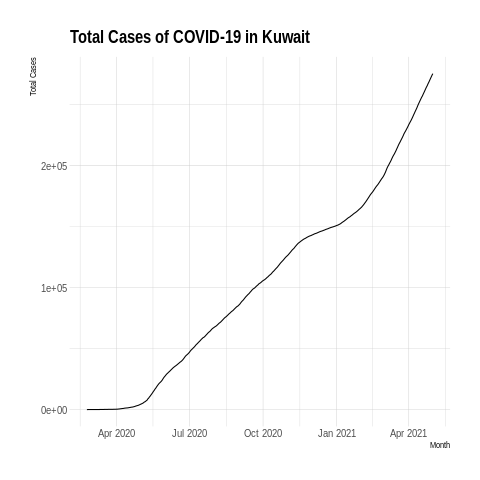 Total Cases of COVID-19 in Kuwait
Total Cases
2e+05
1e+05
0e+00
Apr 2020 Jul 2020 Oct 2020 Jan 2021 Apr 2021
Month